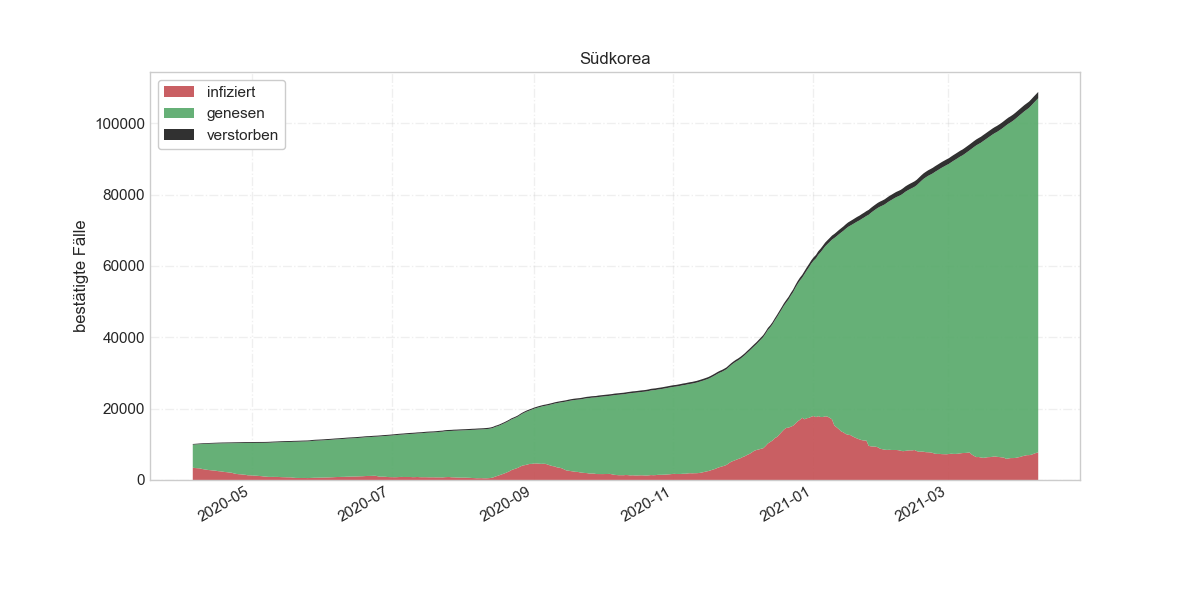 Südkorea
infiziert
genesen
verstorben
bestätigte Fälle
100000
80000
60000
40000
20000
0
2020-05
2020-07
2020-09
2020-11
2021-01
2021-03